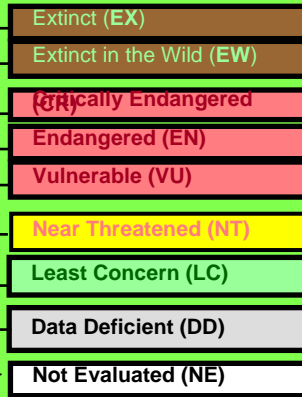 Extinct (EX)
Extinct in the Wild (EW)
Critically Endangered
(CR)
Endangered (EN)
Vulnerable (VU)
Near Threatened (NT)
Least Concern (LC)
Data Deficient (DD)
Not Evaluated (NE)